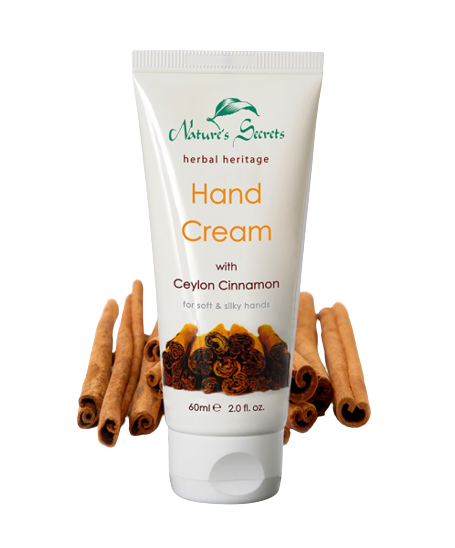 Nature's Secrets
herbal heritage
Hand
Cream
with
Ceylon Cinnamon
for soft & silky hands
60ml ℮ 2.0 fl. oz.